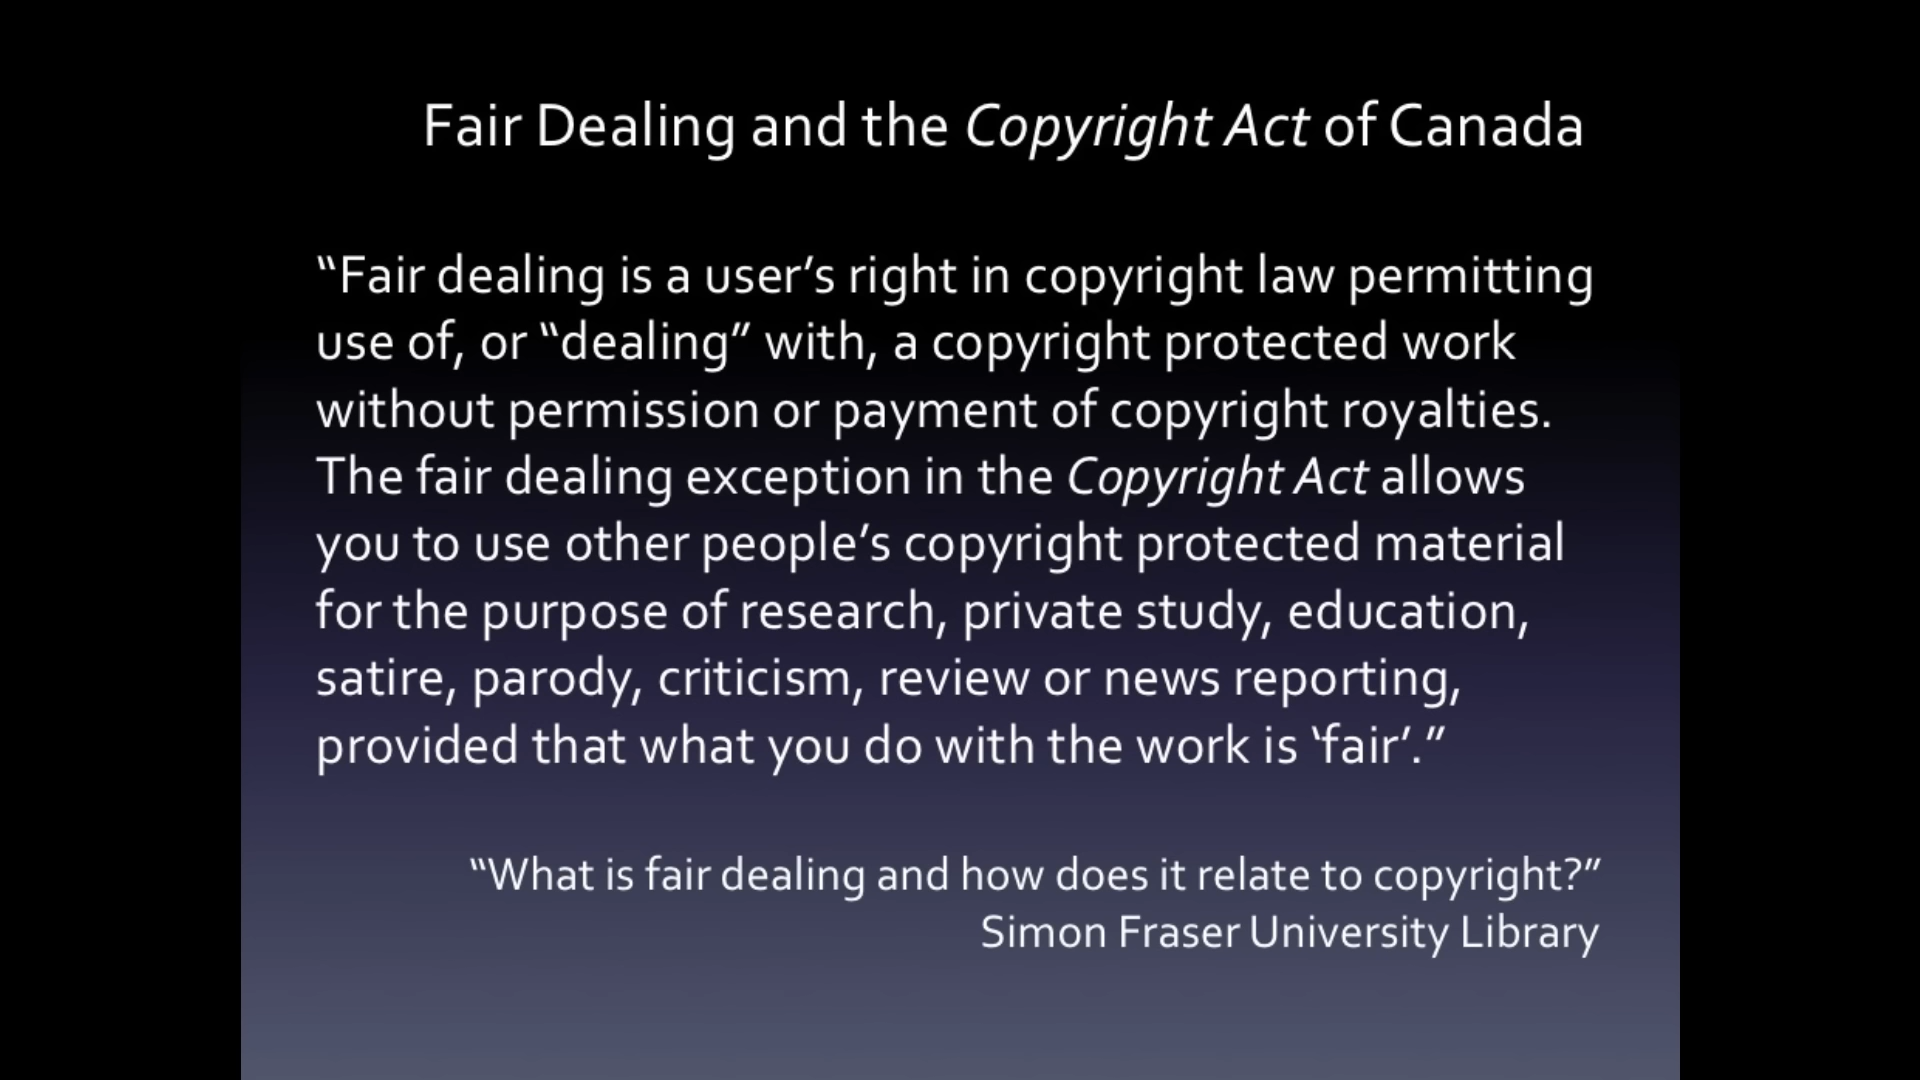 Fair Dealing and the Copyright Act of Canada
“Fair dealing is a user’s right in copyright law permitting
use of, or “dealing” with, a copyright protected work
without permission or payment of copyright royalties.
The fair dealing exception in the Copyright Act allows
you to use other people’s copyright protected material
for the purpose of research, private study, education,
satire, parody, criticism, review or news reporting,
provided that what you do with the work is ‘fair’.”
“What is fair dealing and how does it relate to copyright?”
Simon Fraser University Library